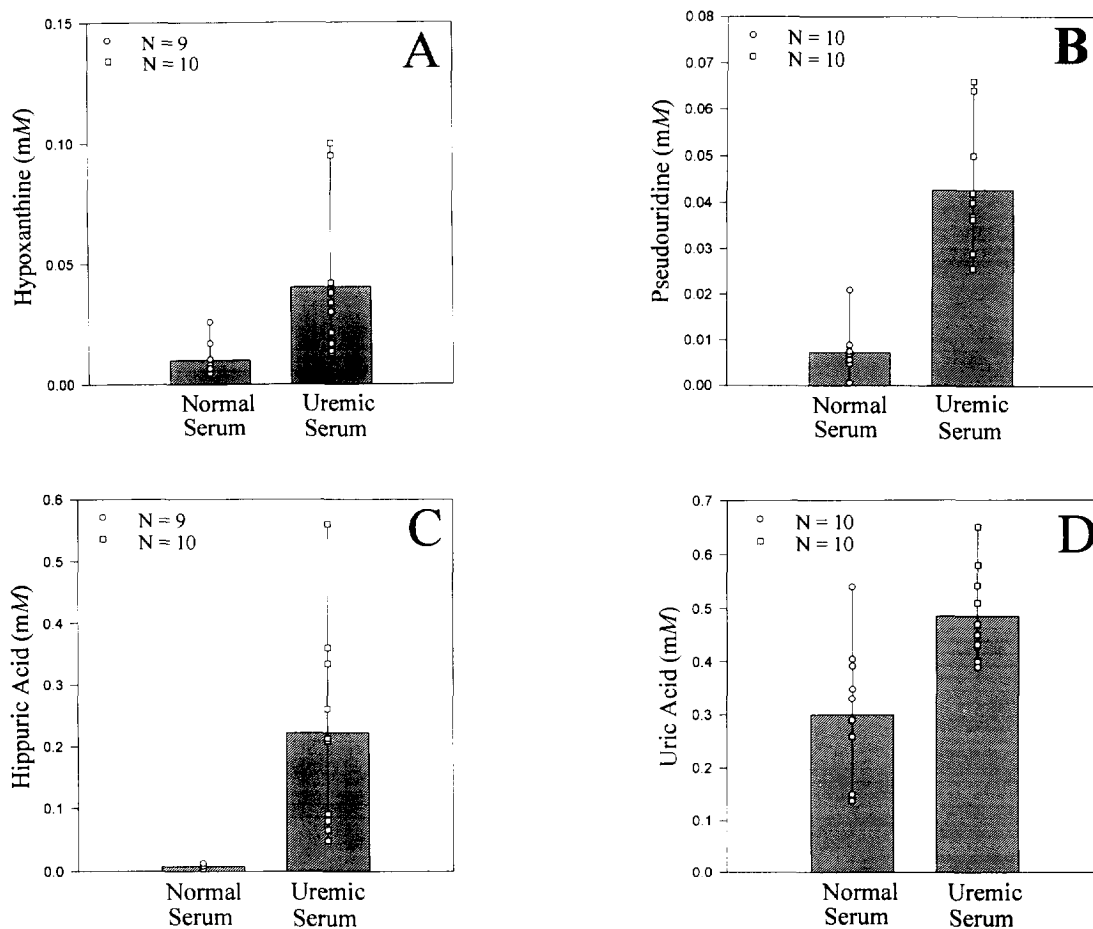 A
N = 9
N = 10
Hypoxanthine (mM)
0.15
0.10
0.05
0.00
Normal Serum
Uremic Serum
B
N = 10
N = 10
Pseudouridine (mM)
0.08
0.07
0.06
0.05
0.04
0.03
0.02
0.01
0.00
Normal Serum
Uremic Serum
C
N = 9
N = 10
Hippuric Acid (mM)
0.6
0.5
0.4
0.3
0.2
0.1
0.0
Normal Serum
Uremic Serum
D
N = 10
N = 10
Uric Acid (mM)
0.7
0.6
0.5
0.4
0.3
0.2
0.1
0.0
Normal Serum
Uremic Serum